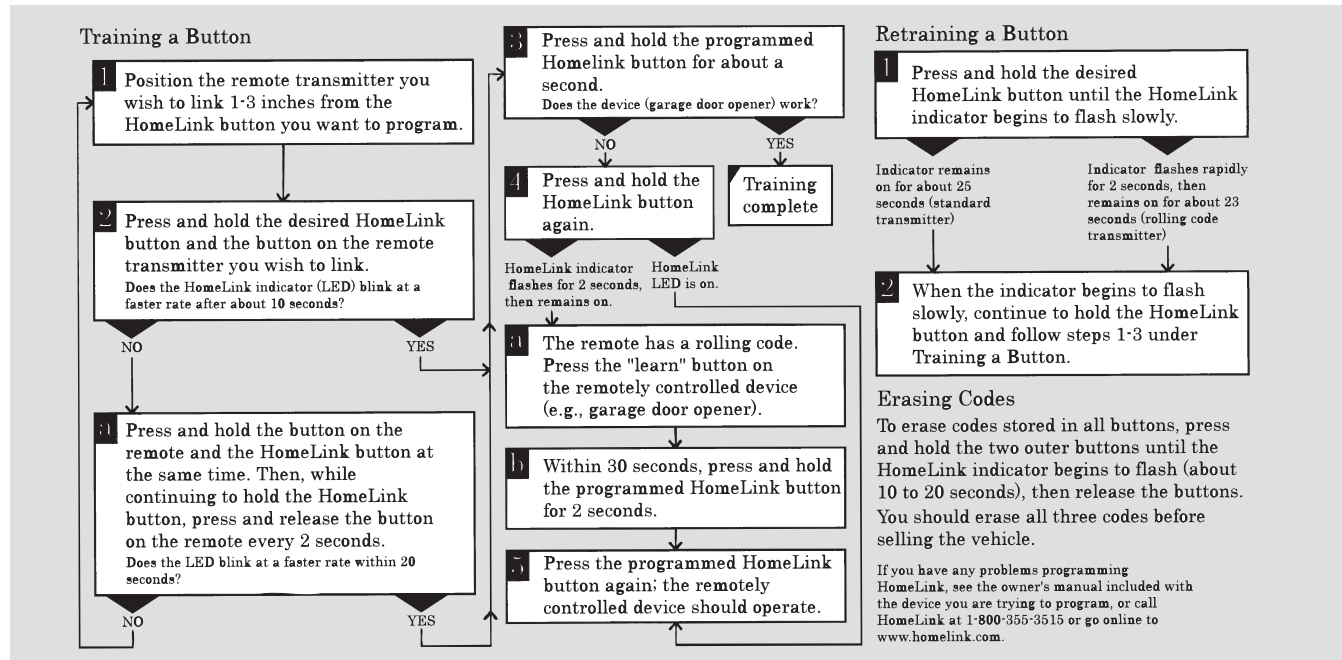 Training a Button
1
Position the remote transmitter you
wish to link 1-3 inches from the
HomeLink button you want to program.
2
Press and hold the desired HomeLink
button and the button on the remote
transmitter you wish to link.
Does the HomeLink indicator (LED) blink at a
faster rate after about 10 seconds?
NO
YES
a
Press and hold the button on the
remote and the HomeLink button at
the same time. Then, while
continuing to hold the HomeLink
button, press and release the button
on the remote every 2 seconds.
Does the LED blink at a faster rate within 20
seconds?
NO
YES
3
Press and hold the programmed
Homelink button for about a
second.
Does the device (garage door opener) work?
NO
YES
4
Press and hold the
HomeLink button
again.
Training
complete
HomeLink indicator
flashes for 2 seconds,
then remains on.
HomeLink
LED is on.
a
The remote has a rolling code.
Press the "learn" button on
the remotely controlled device
(e.g., garage door opener).
b
Within 30 seconds, press and hold
the programmed HomeLink button
for 2 seconds.
5
Press the programmed HomeLink
button again; the remotely
controlled device should operate.
Retraining a Button
1
Press and hold the desired
HomeLink button until the HomeLink
indicator begins to flash slowly.
Indicator remains
on for about 25
seconds (standard
transmitter)
Indicator flashes rapidly
for 2 seconds, then
remains on for about 23
seconds (rolling code
transmitter)
2
When the indicator begins to flash
slowly, continue to hold the HomeLink
button and follow steps 1-3 under
Training a Button.
Erasing Codes
To erase codes stored in all buttons, press
and hold the two outer buttons until the
HomeLink indicator begins to flash (about
10 to 20 seconds), then release the buttons.
You should erase all three codes before
selling the vehicle.
If you have any problems programming
HomeLink, see the owner's manual included with
the device you are trying to program, or call
HomeLink at 1-800-355-3515 or go online to
www.homelink.com.